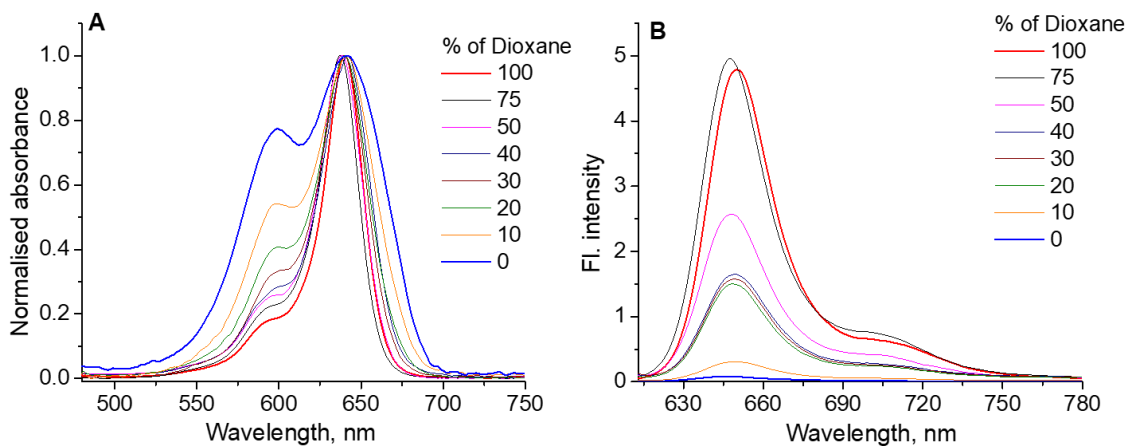 A
% of Dioxane
100
75
50
40
30
20
10
0
Normalised absorbance
1.0
0.8
0.6
0.4
0.2
0.0
500 550 600 650 700 750
Wavelength, nm
B
% of Dioxane
100
75
50
40
30
20
10
0
Fl. intensity
5
4
3
2
1
0
630 660 690 720 750 780
Wavelength, nm